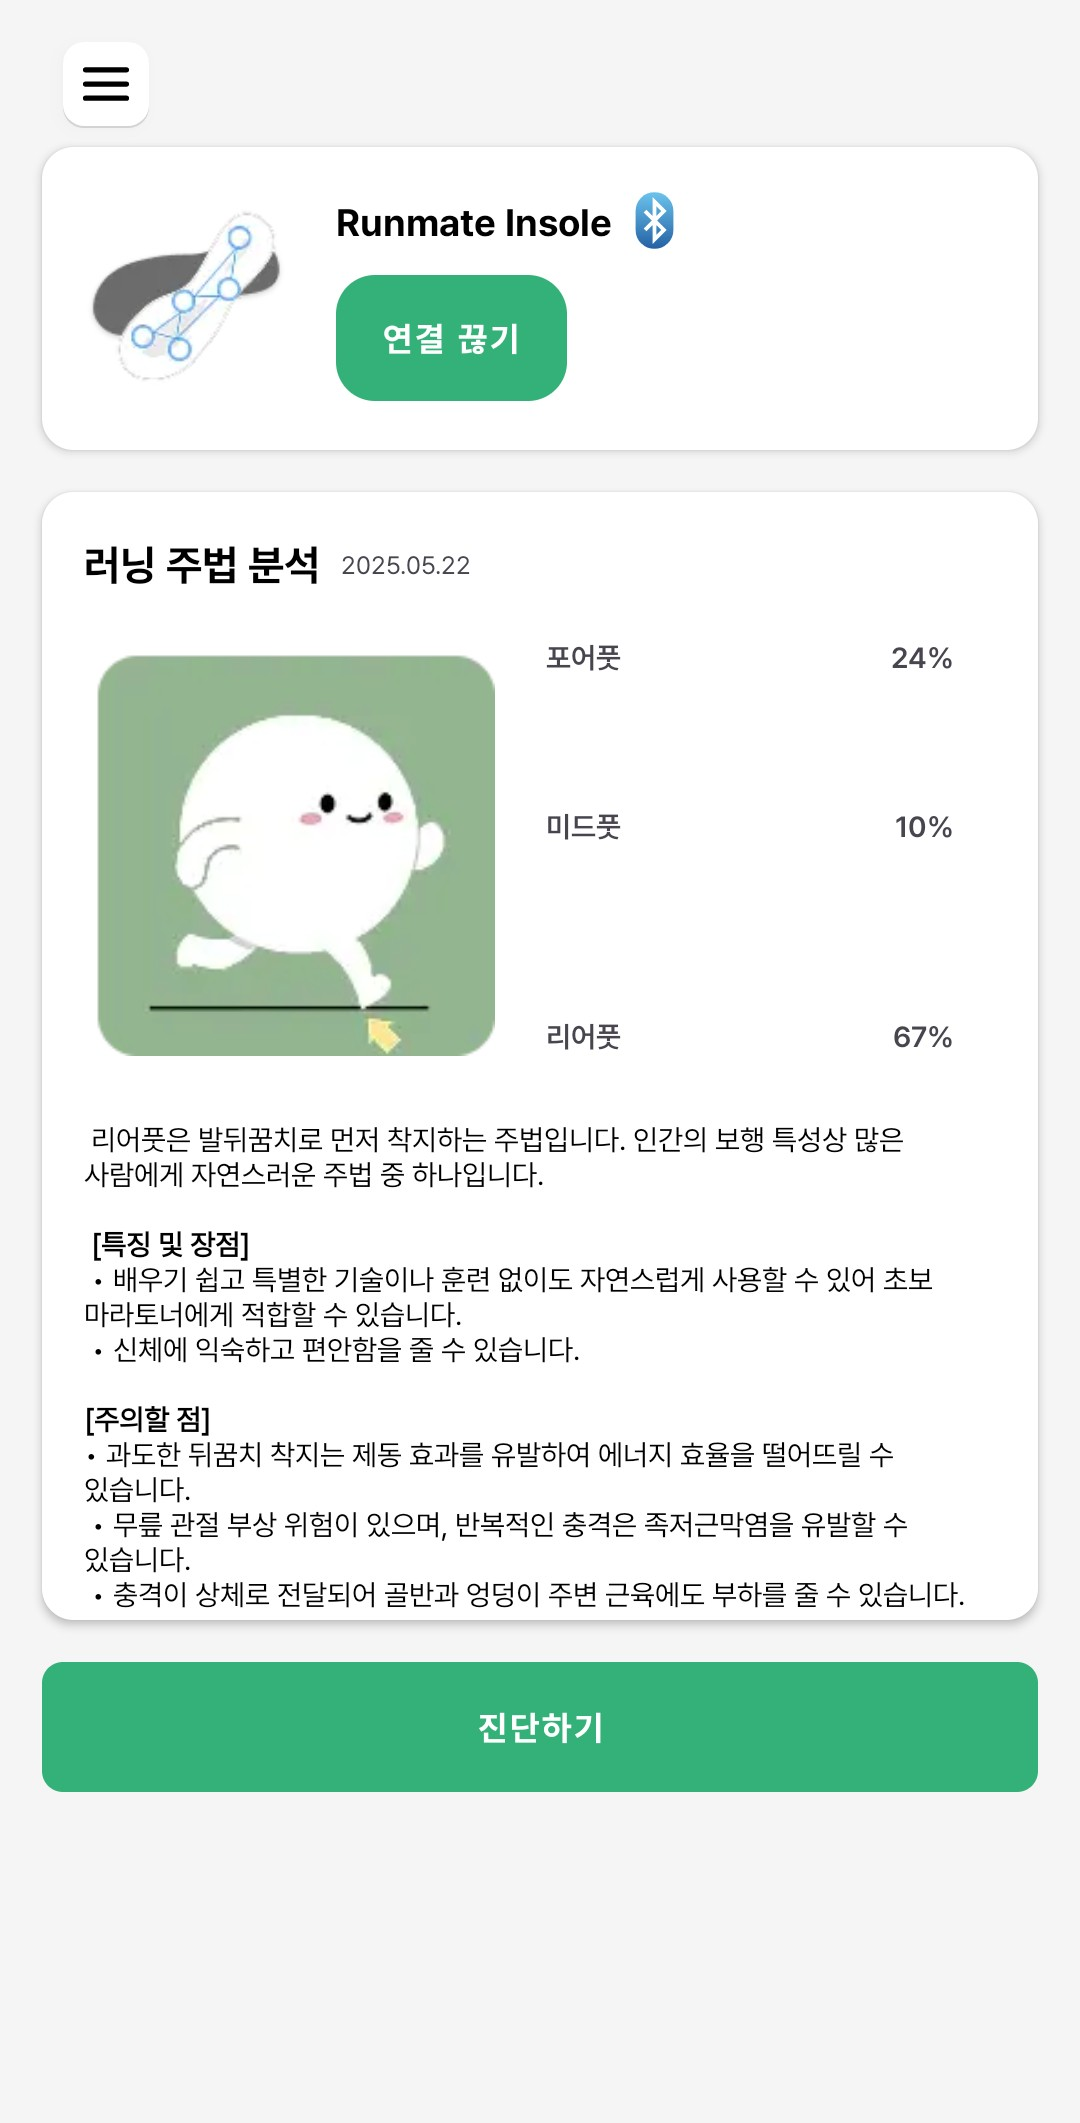 Runmate Insole
연결 끊기
러닝 주법 분석 2025.05.22
포어풋 24%
미드풋 10%
리어풋 67%
리어풋은 발뒤꿈치로 먼저 착지하는 주법입니다. 인간의 보행 특성상 많은
사람에게 자연스러운 주법 중 하나입니다.
[특징 및 장점]
• 배우기 쉽고 특별한 기술이나 훈련 없이도 자연스럽게 사용할 수 있어 초보
마라토너에게 적합할 수 있습니다.
• 신체에 익숙하고 편안함을 줄 수 있습니다.
[주의할 점]
• 과도한 뒤꿈치 착지는 제동 효과를 유발하여 에너지 효율을 떨어뜨릴 수
있습니다.
• 무릎 관절 부상 위험이 있으며, 반복적인 충격은 족저근막염을 유발할 수
있습니다.
• 충격이 상체로 전달되어 골반과 엉덩이 주변 근육에도 부하를 줄 수 있습니다.
진단하기